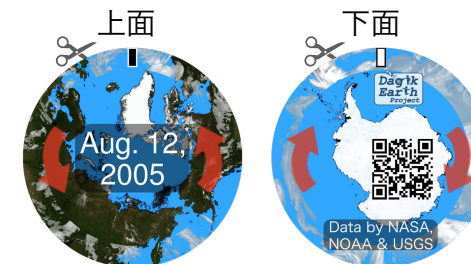 上面
下面
Aug. 12,
2005
Dagik
Earth
Project
Data by NASA,
NOAA & USGS